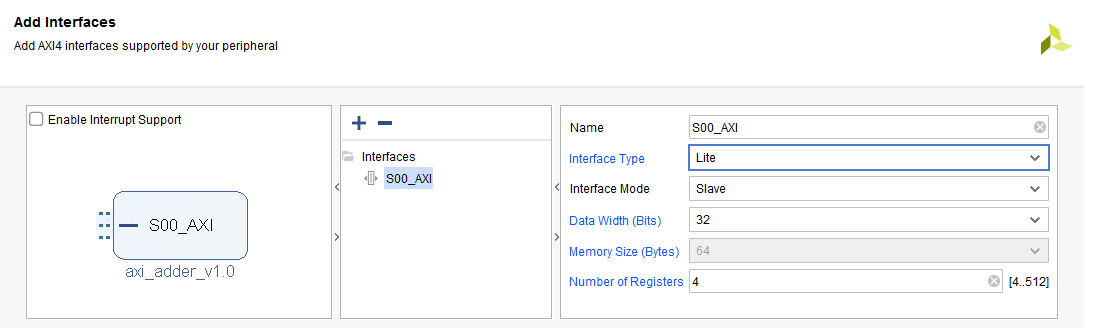 Add Interfaces
Add AXI4 interfaces supported by your peripheral
Enable Interrupt Support
S00_AXI
axi_adder_v1.0
Interfaces
S00_AXI
Name S00_AXI
Interface Type Lite
Interface Mode Slave
Data Width (Bits) 32
Memory Size (Bytes) 64
Number of Registers 4 [4..512]